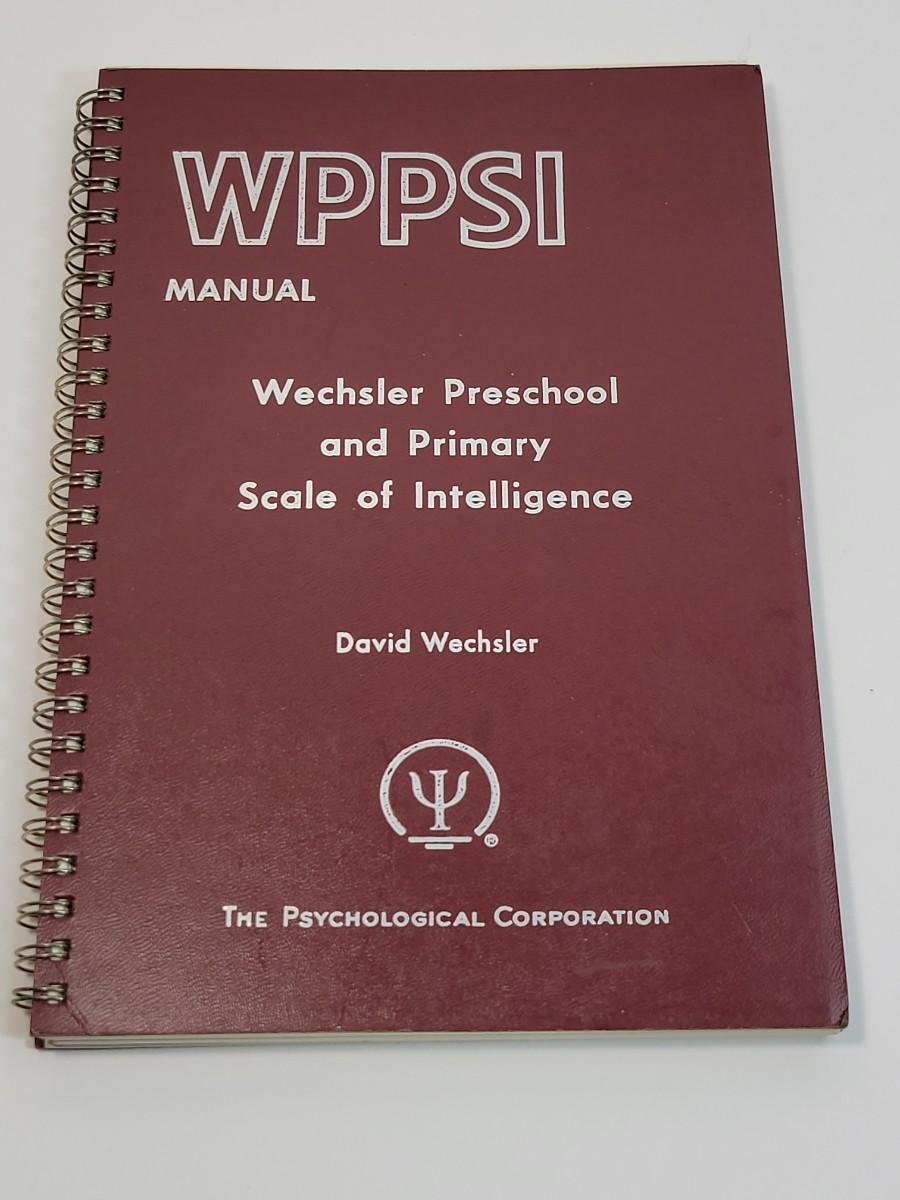 WPPSI
MANUAL
Wechsler Preschool
and Primary
Scale of Intelligence
David Wechsler
Ψ
®
THE PSYCHOLOGICAL CORPORATION